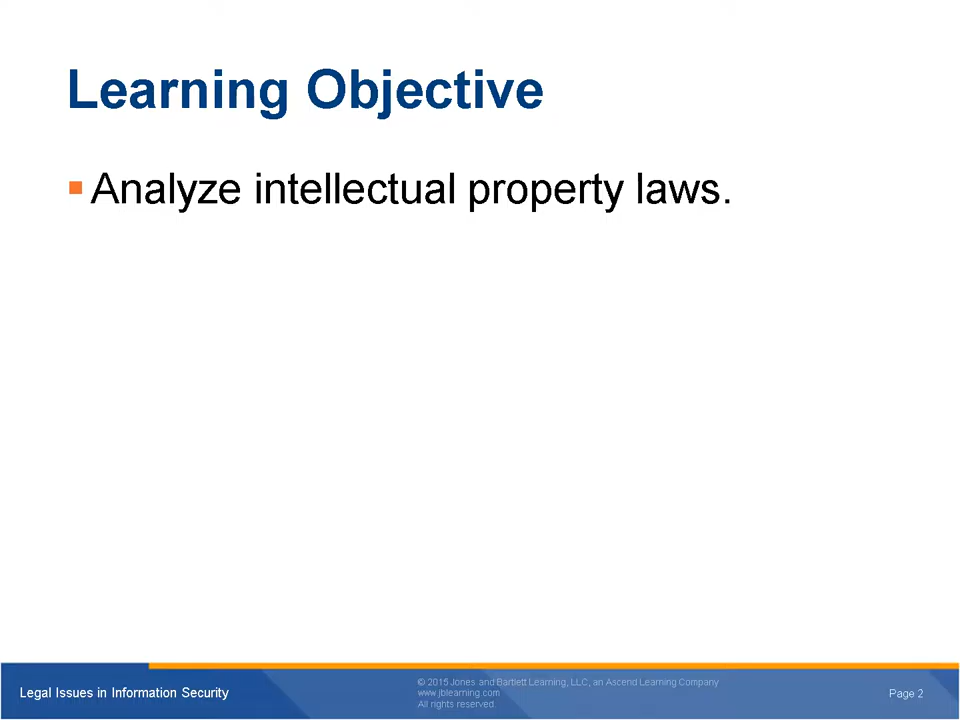 Learning Objective
Analyze intellectual property laws.
Legal Issues in Information Security
© 2015 Jones and Bartlett Learning, LLC, an Ascend Learning Company
www.jblearning.com
All rights reserved.
Page 2